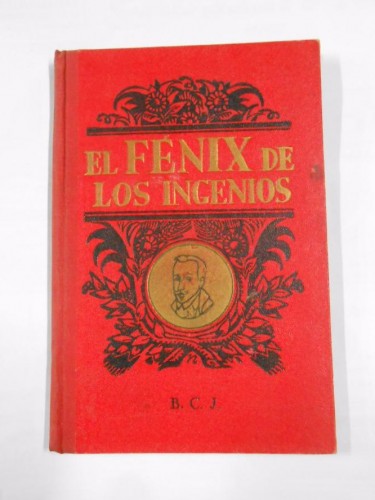 EL FÉNIX DE
LOS INGENIOS
B. C. J.